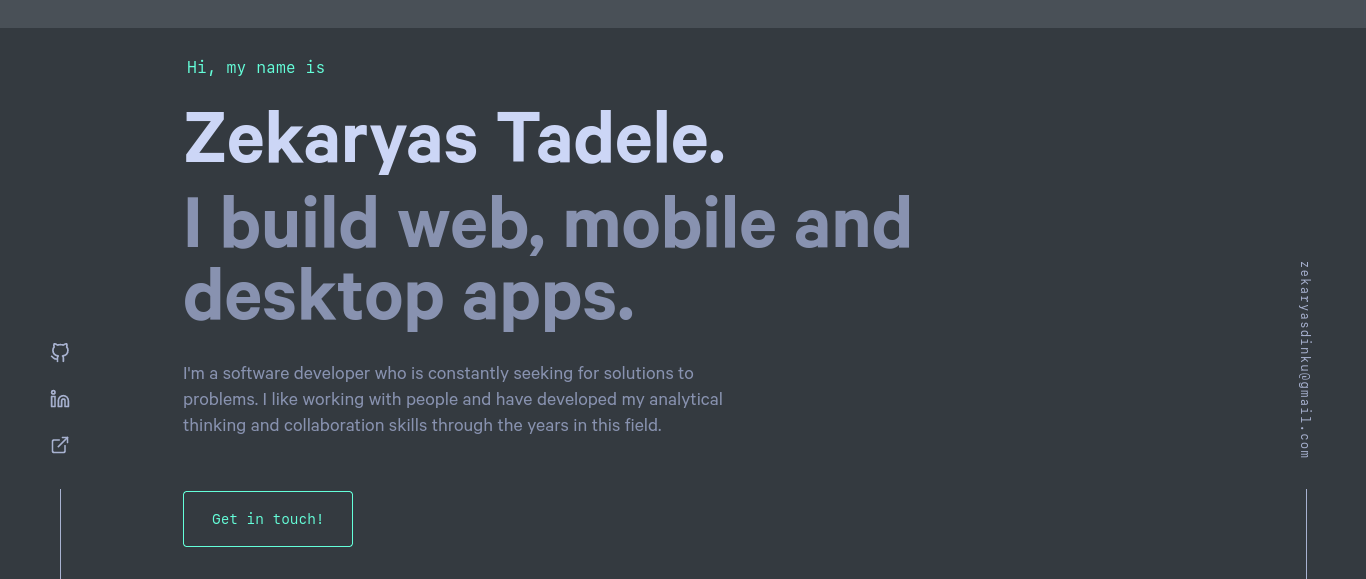 Hi, my name is
Zekaryas Tadele.
I build web, mobile and
desktop apps.
I'm a software developer who is constantly seeking for solutions to
problems. I like working with people and have developed my analytical
thinking and collaboration skills through the years in this field.
Get in touch!
zekaryasdinku@gmail.com